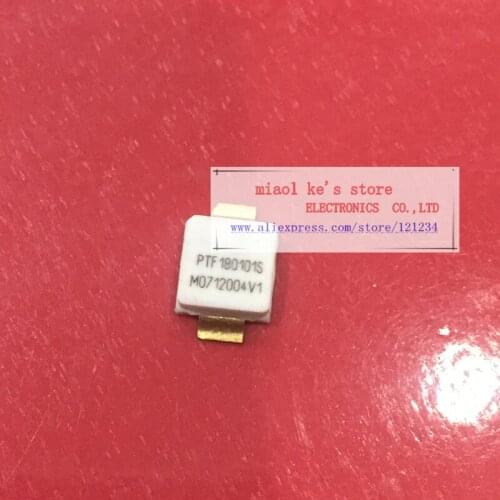 miaol ke's store
ELECTRONICS CO.,LTD
www.aliexpress.com/store/121234
PTF180101S
M0712004V1